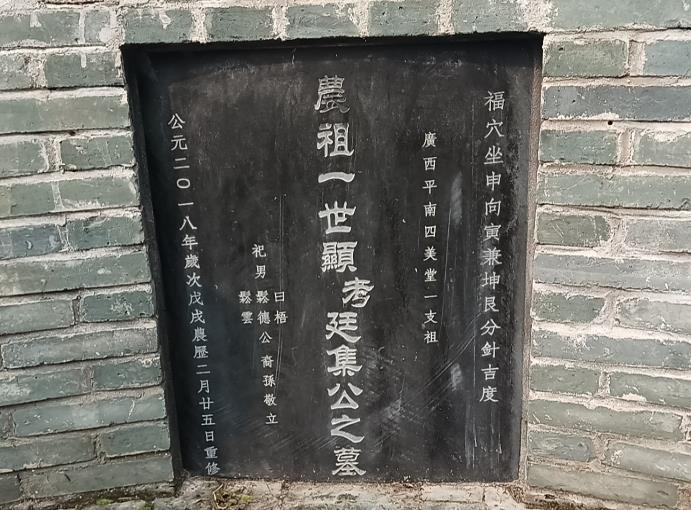 福穴坐申向寅兼坤艮分針吉度
廣西平南四美堂一支祖
農祖一世顯考廷集公之墓
曰梧
祀男鬆德公裔孫敬立
鬆雲
公元二〇一八年歲次戊戌農歷二月廿五日重修